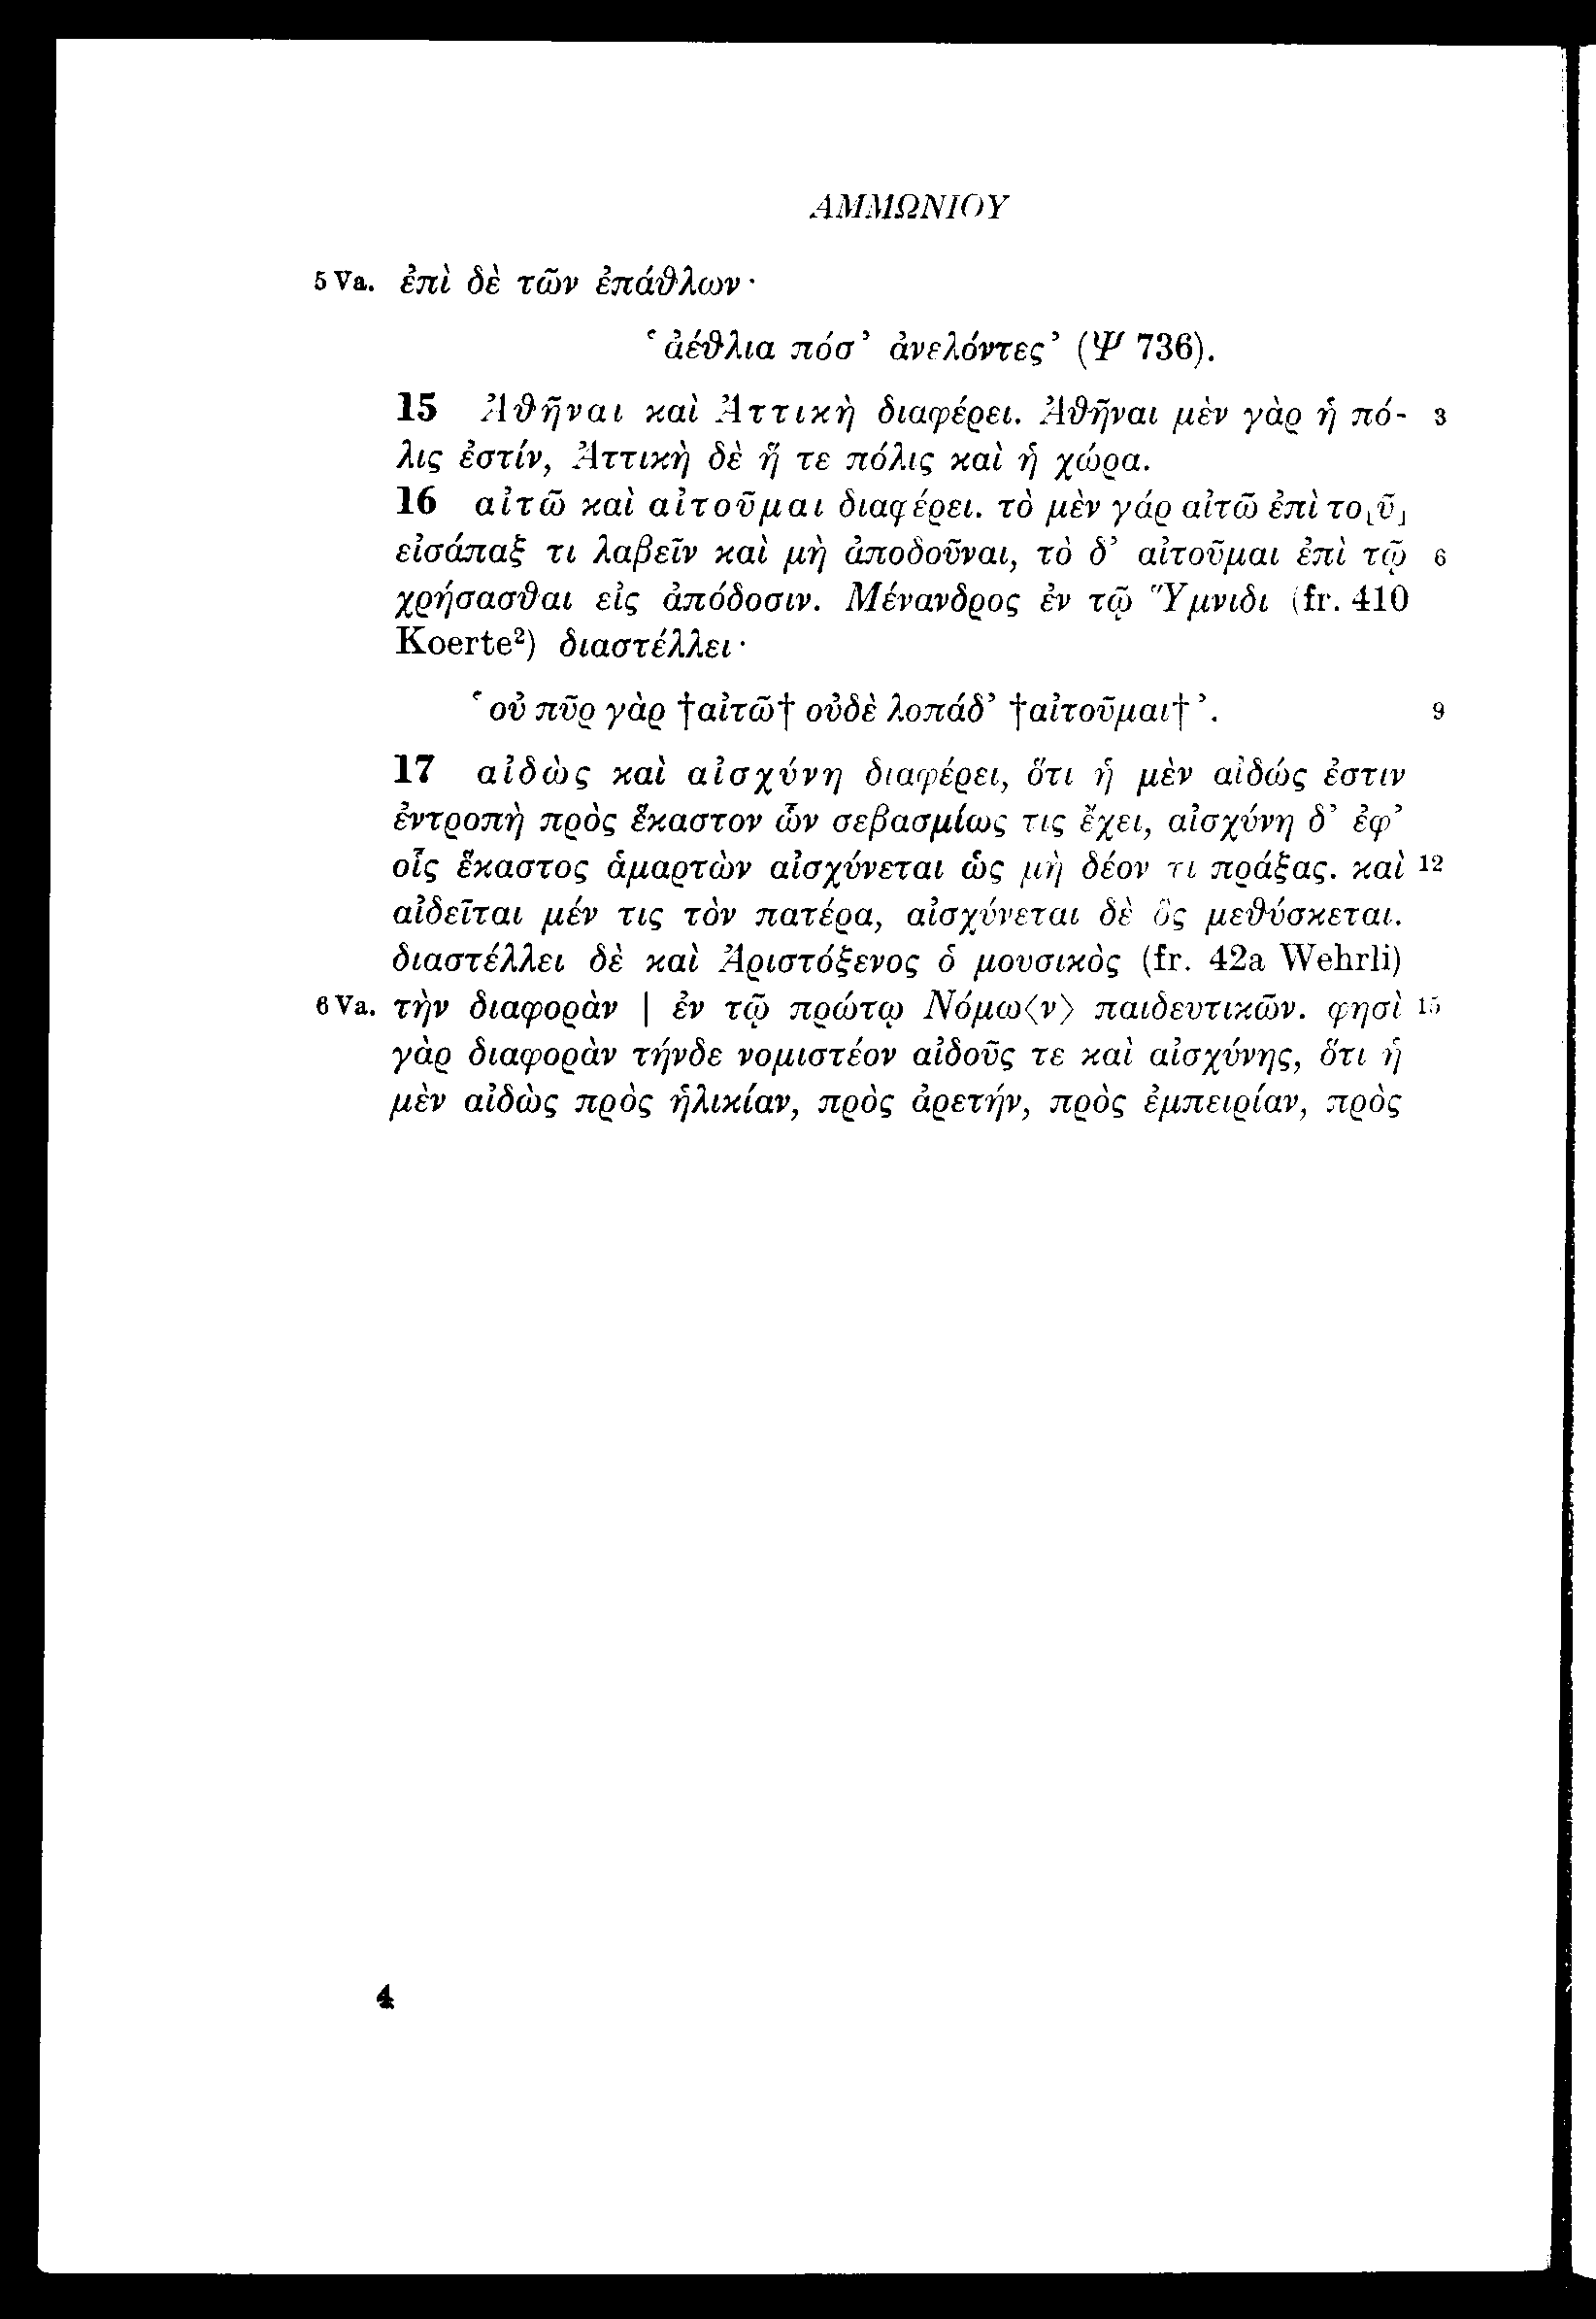 ΑΜΜΩΝΙΟΥ
5 Va. ἐπὶ δὲ τῶν ἐπάθλων·
‘ἀέθλια πόσ’ ἀνελόντες’ (Ψ 736).
15 Ἀθῆναι καὶ Ἀττικὴ διαφέρει. Ἀθῆναι μὲν γὰρ ἡ πό- 3
λις ἐστίν, Ἀττικὴ δὲ ἥ τε πόλις καὶ ἡ χώρα.
16 αἰτῶ καὶ αἰτοῦμαι διαφέρει. τὸ μὲν γάρ αἰτῶ ἐπὶ το⸤ῦ⸥
εἰσάπαξ τι λαβεῖν καὶ μὴ ἀποδοῦναι, τὸ δ’ αἰτοῦμαι ἐπὶ τῷ 6
χρήσασθαι εἰς ἀπόδοσιν. Μένανδρος ἐν τῷ Ὕμνιδι (fr. 410
Koerte²) διαστέλλει·
‘οὐ πῦρ γὰρ †αἰτῶ† οὐδὲ λοπάδ’ †αἰτοῦμαι†’. 9
17 αἰδὼς καὶ αἰσχύνη διαφέρει, ὅτι ἡ μὲν αἰδώς ἐστιν
ἐντροπὴ πρὸς ἕκαστον ὧν σεβασμίως τις ἔχει, αἰσχύνη δ’ ἐφ’
οἷς ἕκαστος ἁμαρτὼν αἰσχύνεται ὡς μὴ δέον τι πράξας. καὶ 12
αἰδεῖται μέν τις τὸν πατέρα, αἰσχύνεται δὲ ὃς μεθύσκεται.
διαστέλλει δὲ καὶ Ἀριστόξενος ὁ μουσικὸς (fr. 42a Wehrli)
6 Va. τὴν διαφορὰν | ἐν τῷ πρώτῳ Νόμω⟨ν⟩ παιδευτικῶν. φησὶ 15
γὰρ διαφορὰν τήνδε νομιστέον αἰδοῦς τε καὶ αἰσχύνης, ὅτι ἡ
μὲν αἰδὼς πρὸς ἡλικίαν, πρὸς ἀρετήν, πρὸς ἐμπειρίαν, πρὸς
4